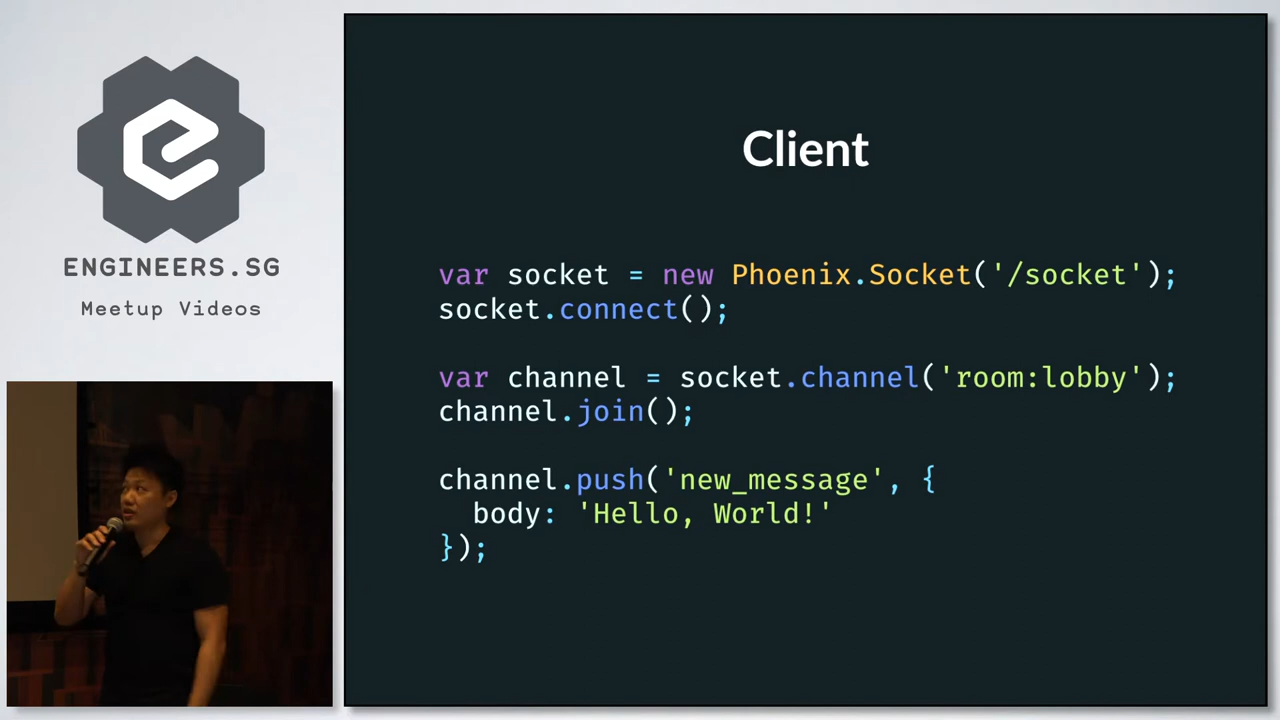 ENGINEERS.SG
Meetup Videos
Client
var socket = new Phoenix.Socket('/socket');
socket.connect();
var channel = socket.channel('room:lobby');
channel.join();
channel.push('new_message', {
  body: 'Hello, World!'
});